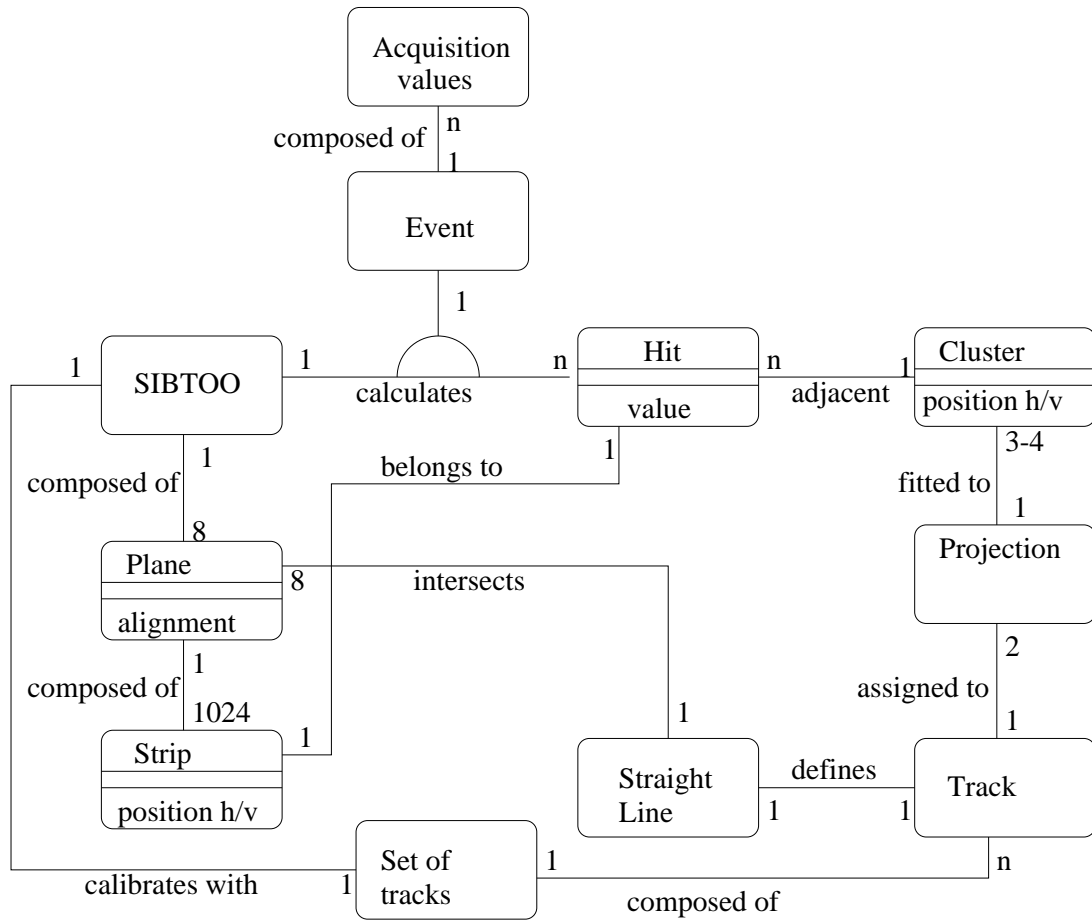 Acquisition
values
n
composed of
1
Event
1
1
SIBTOO
1
calculates
n
Hit
value
n
adjacent
1
Cluster
position h/v
1
composed of
8
belongs to
1
3-4
fitted to
1
Projection
Plane
alignment
8
intersects
1
composed of
1024
2
assigned to
1
Strip
position h/v
1
1
Straight
Line
defines
1
1
Track
calibrates with
1
Set of
tracks
1
composed of
n